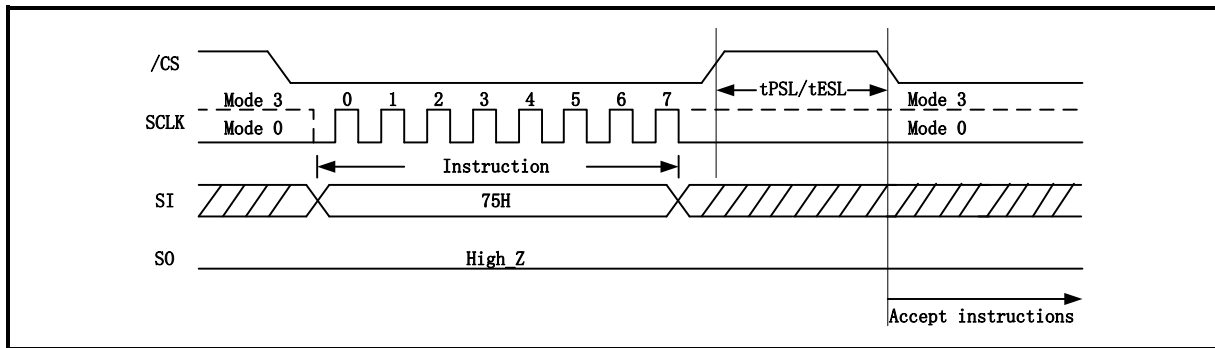 /CS
tPSL/tESL
Mode 3 0 1 2 3 4 5 6 7 Mode 3
SCLK
Mode 0 Mode 0
Instruction
SI 75H
SO High_Z
Accept instructions